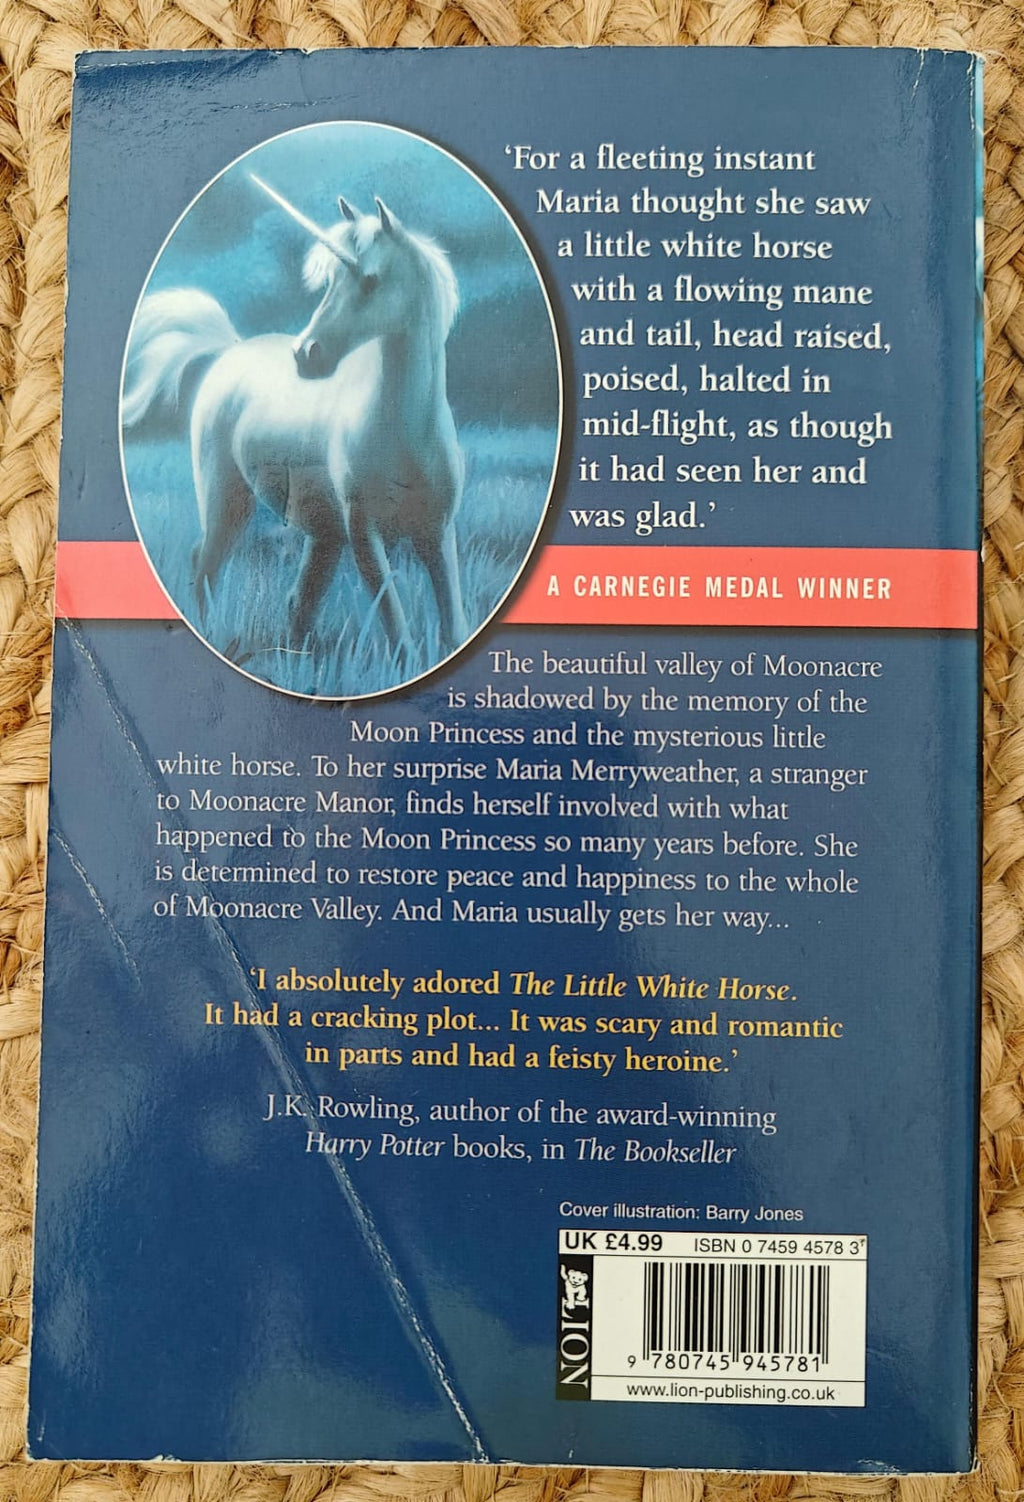 ‘For a fleeting instant
Maria thought she saw
a little white horse
with a flowing mane
and tail, head raised,
poised, halted in
mid-flight, as though
it had seen her and
was glad.’
A CARNEGIE MEDAL WINNER
The beautiful valley of Moonacre
is shadowed by the memory of the
Moon Princess and the mysterious little
white horse. To her surprise Maria Merryweather, a stranger
to Moonacre Manor, finds herself involved with what
happened to the Moon Princess so many years before. She
is determined to restore peace and happiness to the whole
of Moonacre Valley. And Maria usually gets her way...
‘I absolutely adored The Little White Horse.
It had a cracking plot... It was scary and romantic
in parts and had a feisty heroine.’
J.K. Rowling, author of the award-winning
Harry Potter books, in The Bookseller
Cover illustration: Barry Jones
UK £4.99 ISBN 0 7459 4578 3
LION
9 780745 945781
www.lion-publishing.co.uk